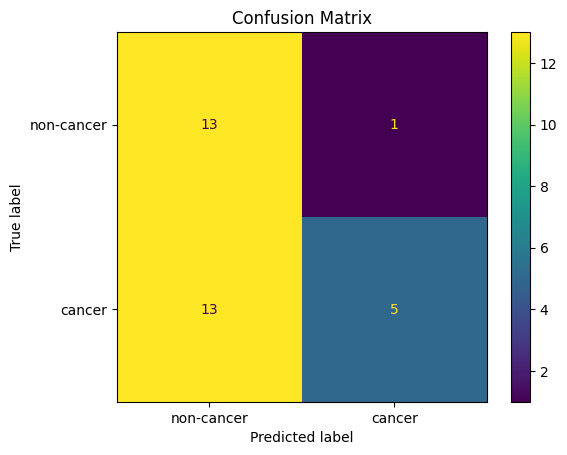 Confusion Matrix
True label
non-cancer
13
1
cancer
13
5
non-cancer
cancer
Predicted label
12
10
8
6
4
2